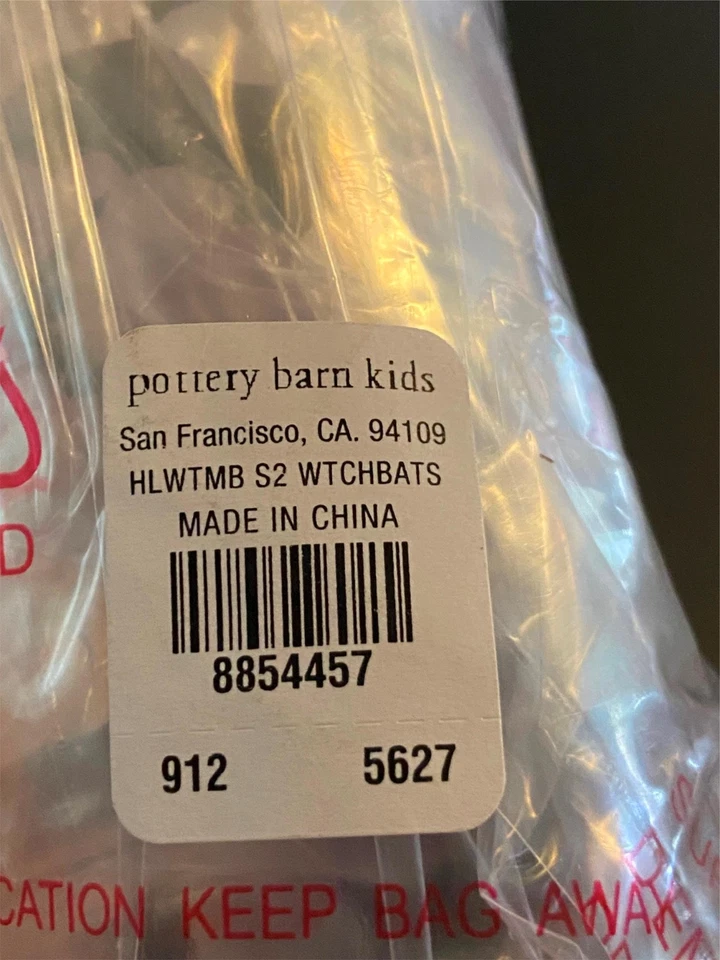 pottery barn kids
San Francisco, CA. 94109
HLWTMB S2 WTCHBATS
MADE IN CHINA
8854457
912 5627
D
CATION KEEP BAG AWAY